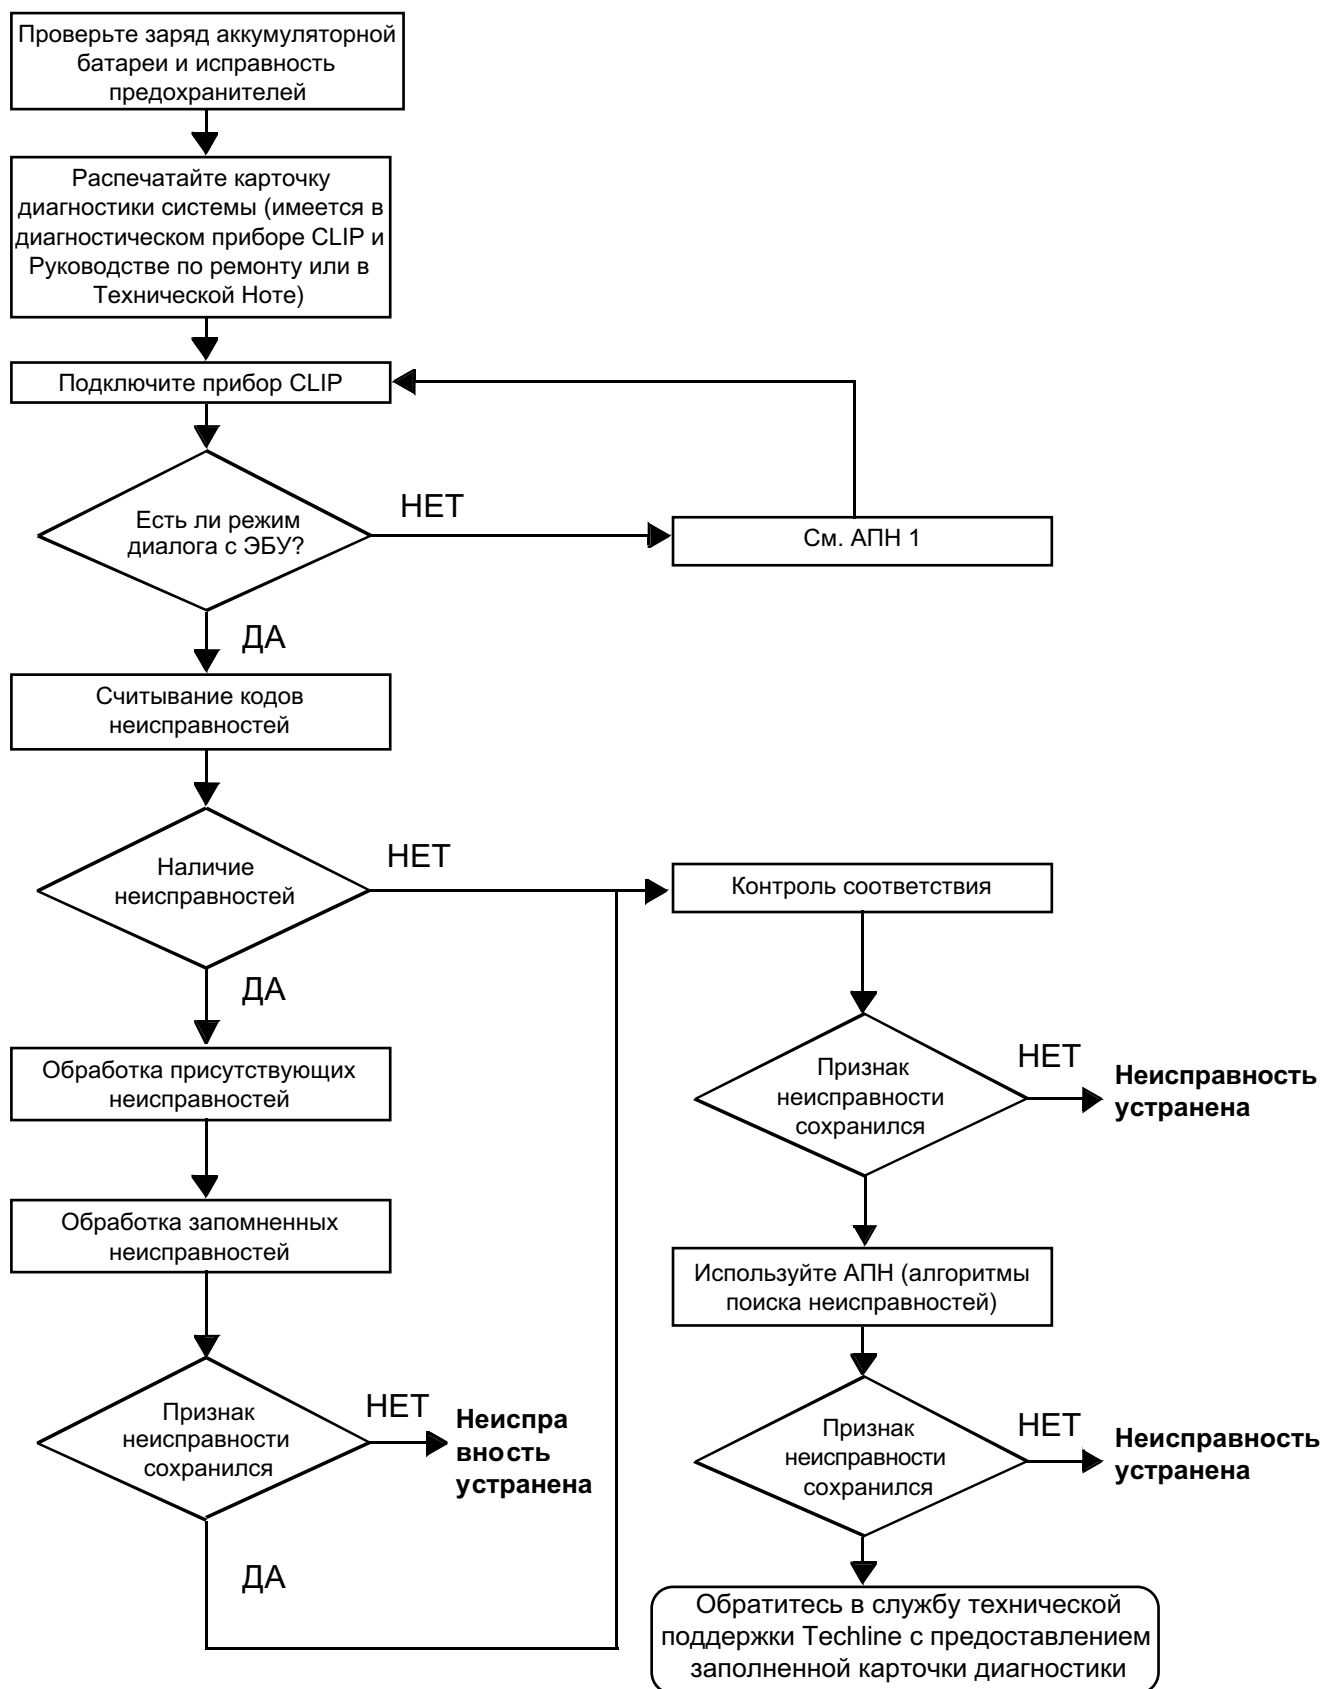 Проверьте заряд аккумуляторной
батареи и исправность
предохранителей
Распечатайте карточку
диагностики системы (имеется в
диагностическом приборе CLIP и
Руководстве по ремонту или в
Технической Ноте)
Подключите прибор CLIP
Есть ли режим
диалога с ЭБУ?
НЕТ
См. АПН 1
ДА
Считывание кодов
неисправностей
Наличие
неисправностей
НЕТ
Контроль соответствия
ДА
Обработка присутствующих
неисправностей
Признак
неисправности
сохранился
НЕТ
Неисправность
устранена
Обработка запомненных
неисправностей
Используйте АПН (алгоритмы
поиска неисправностей)
Признак
неисправности
сохранился
НЕТ
Неиспра
вность
устранена
Признак
неисправности
сохранился
НЕТ
Неисправность
устранена
ДА
Обратитесь в службу технической
поддержки Techline с предоставлением
заполненной карточки диагностики